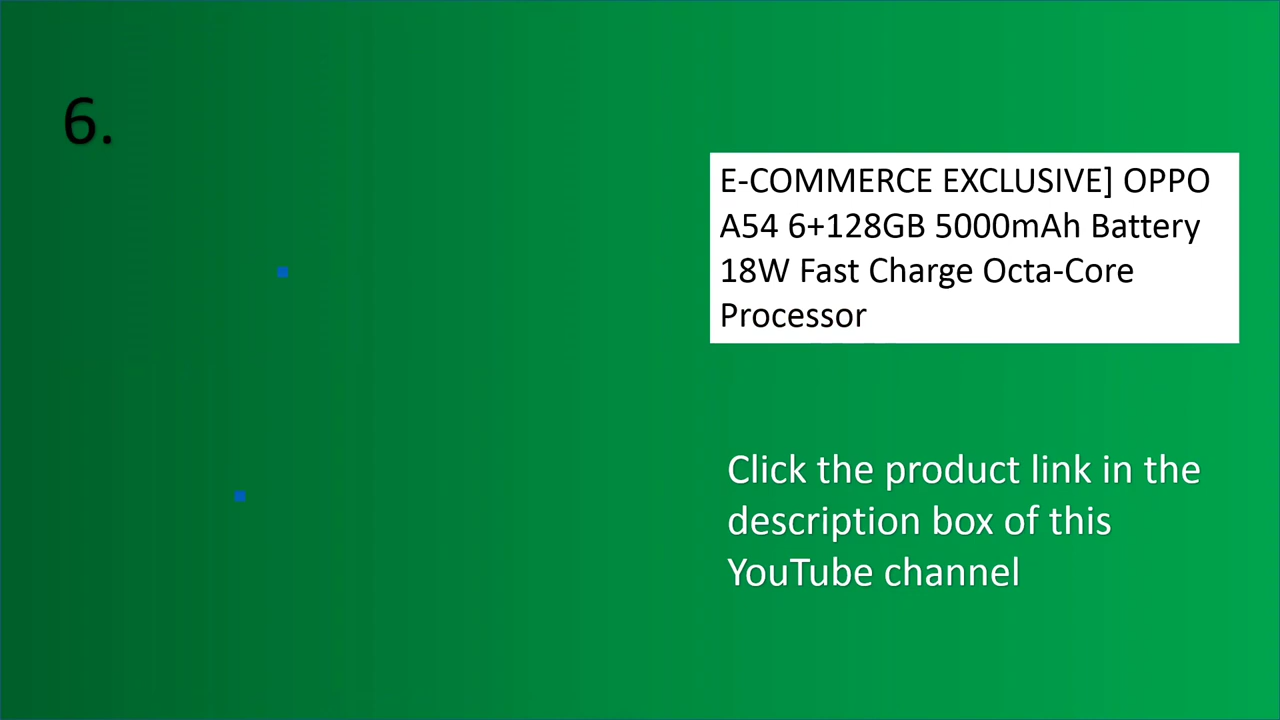 6.
E-COMMERCE EXCLUSIVE] OPPO
A54 6+128GB 5000mAh Battery
18W Fast Charge Octa-Core
Processor
Click the product link in the
description box of this
YouTube channel